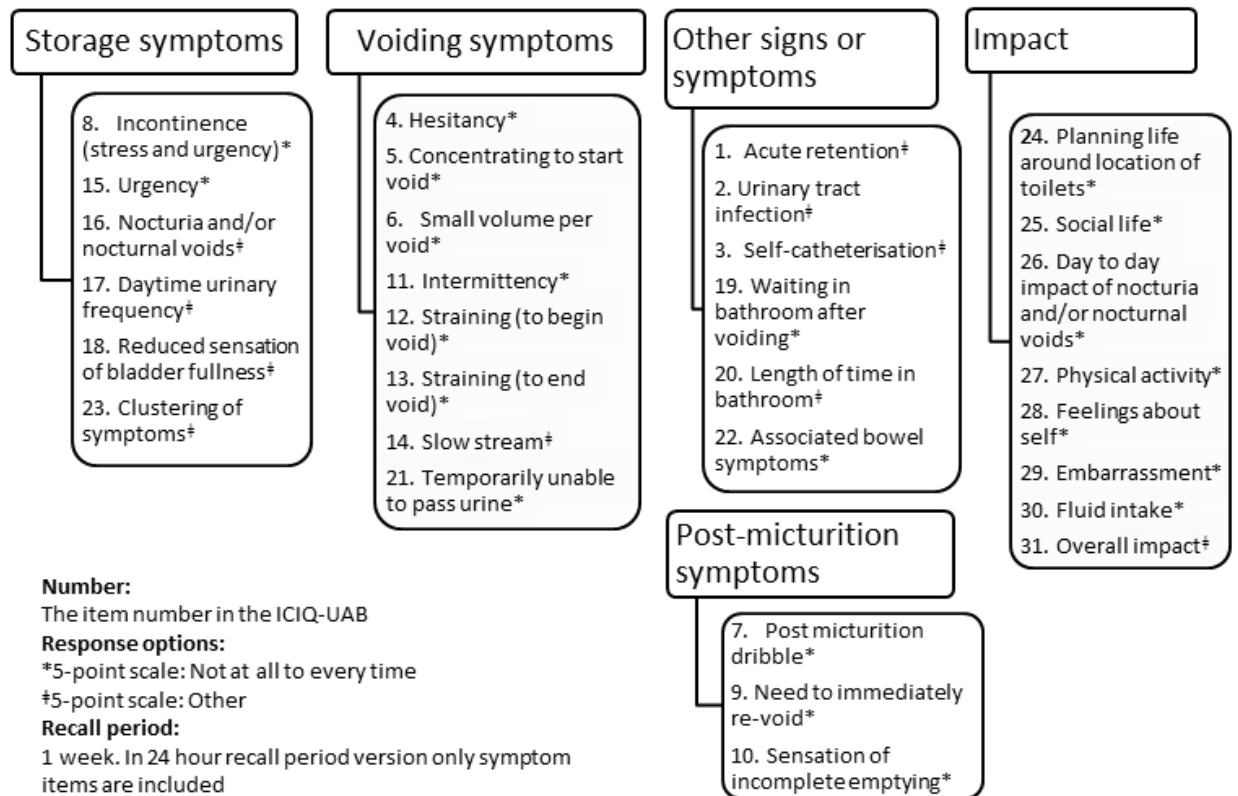 Storage symptoms
8. Incontinence
(stress and urgency)*
15. Urgency*
16. Nocturia and/or
nocturnal voids‡
17. Daytime urinary
frequency‡
18. Reduced sensation
of bladder fullness‡
23. Clustering of
symptoms‡
Voiding symptoms
4. Hesitancy*
5. Concentrating to start
void*
6. Small volume per
void*
11. Intermittency*
12. Straining (to begin
void)*
13. Straining (to end
void)*
14. Slow stream‡
21. Temporarily unable
to pass urine*
Other signs or
symptoms
1. Acute retention‡
2. Urinary tract
infection‡
3. Self-catheterisation‡
19. Waiting in
bathroom after
voiding*
20. Length of time in
bathroom‡
22. Associated bowel
symptoms*
Impact
24. Planning life
around location of
toilets*
25. Social life*
26. Day to day
impact of nocturia
and/or nocturnal
voids*
27. Physical activity*
28. Feelings about
self*
29. Embarrassment*
30. Fluid intake*
31. Overall impact‡
Post-micturition
symptoms
7. Post micturition
dribble*
9. Need to immediately
re-void*
10. Sensation of
incomplete emptying*
Number:
The item number in the ICIQ-UAB
Response options:
*5-point scale: Not at all to every time
‡5-point scale: Other
Recall period:
1 week. In 24 hour recall period version only symptom
items are included